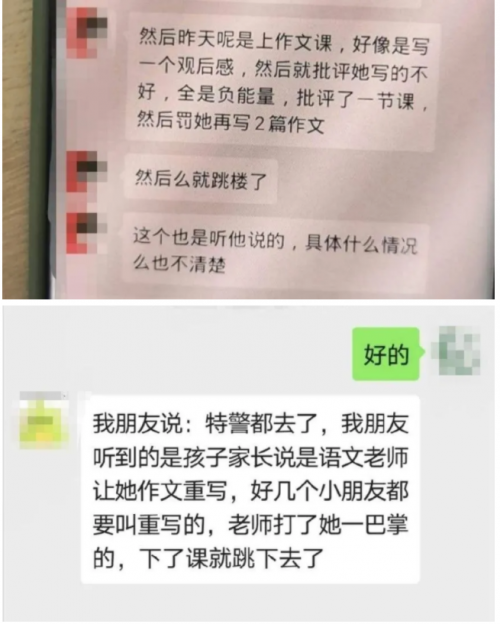 然后昨天呢是上作文课，好像是写
一个观后感，然后就批评她写的不
好，全是负能量，批评了一节课，
然后罚她再写2篇作文
然后么就跳楼了
这个也是听他说的，具体什么情况
么也不清楚
好的
我朋友说：特警都去了，我朋友
听到的是孩子家长说是语文老师
让她作文重写，好几个小朋友都
要叫重写的，老师打了她一巴掌
的，下了课就跳下去了